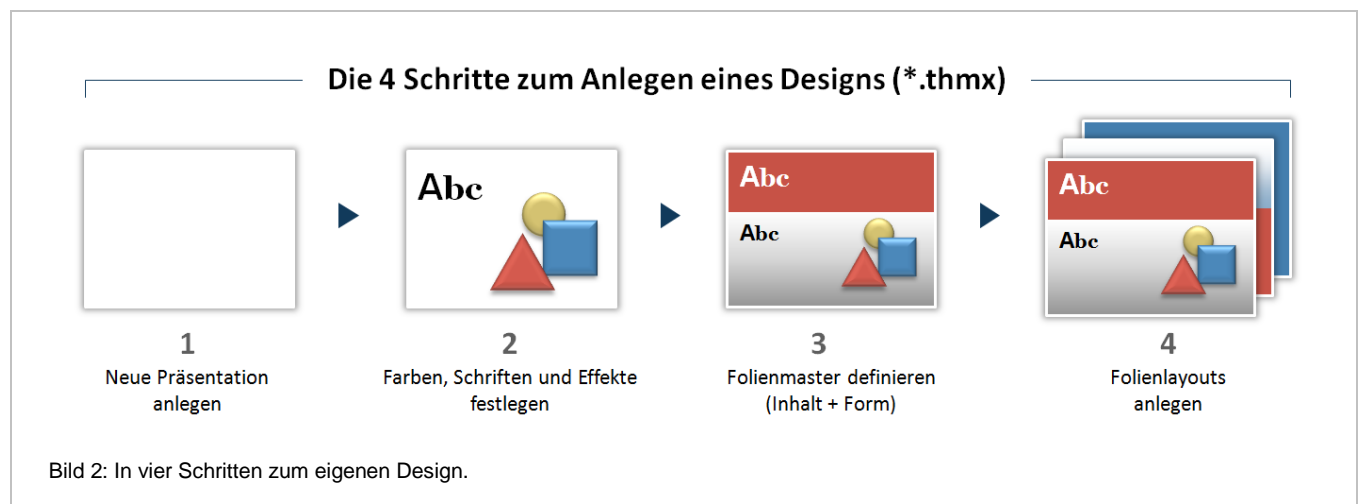 Die 4 Schritte zum Anlegen eines Designs (*.thmx)
Abc
Abc
Abc
Abc
Abc
1
Neue Präsentation
anlegen
2
Farben, Schriften und Effekte
festlegen
3
Folienmaster definieren
(Inhalt + Form)
4
Folienlayouts
anlegen
Bild 2: In vier Schritten zum eigenen Design.